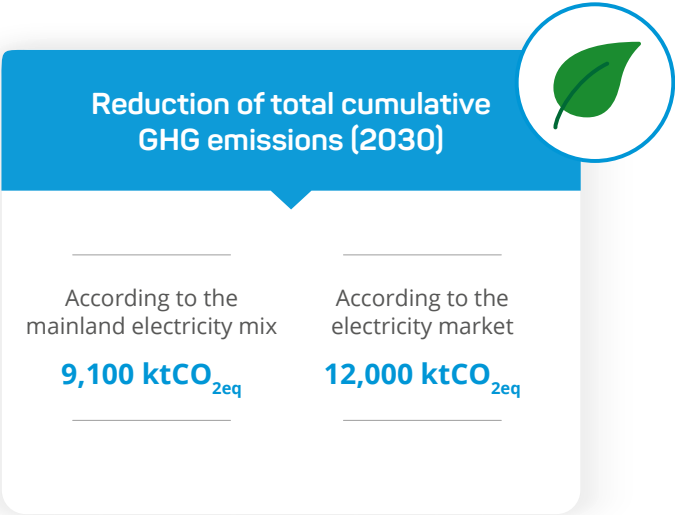 Reduction of total cumulative
GHG emissions (2030)
According to the
mainland electricity mix
9,100 ktCO2eq
According to the
electricity market
12,000 ktCO2eq